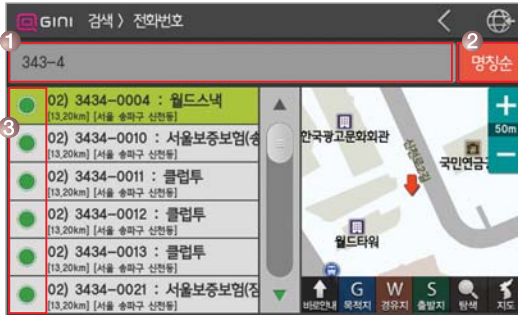 GINI 검색 > 전화번호
1
2
343-4
명칭순
3
02) 3434-0004 : 월드스낵
[13,20km] [서울 송파구 신천동]
02) 3434-0010 : 서울보증보험(송
[13,20km] [서울 송파구 신천동]
02) 3434-0011 : 클럽투
[13,20km] [서울 송파구 신천동]
02) 3434-0012 : 클럽투
[13,20km] [서울 송파구 신천동]
02) 3434-0013 : 클럽투
[13,20km] [서울 송파구 신천동]
02) 3434-0021 : 서울보증보험(잠
[13,20km] [서울 송파구 신천동]
한국광고문화회관
국민연금
월드타워
+
50m
-
바로안내
G 목적지
W 경유지
S 출발지
탐색
지도